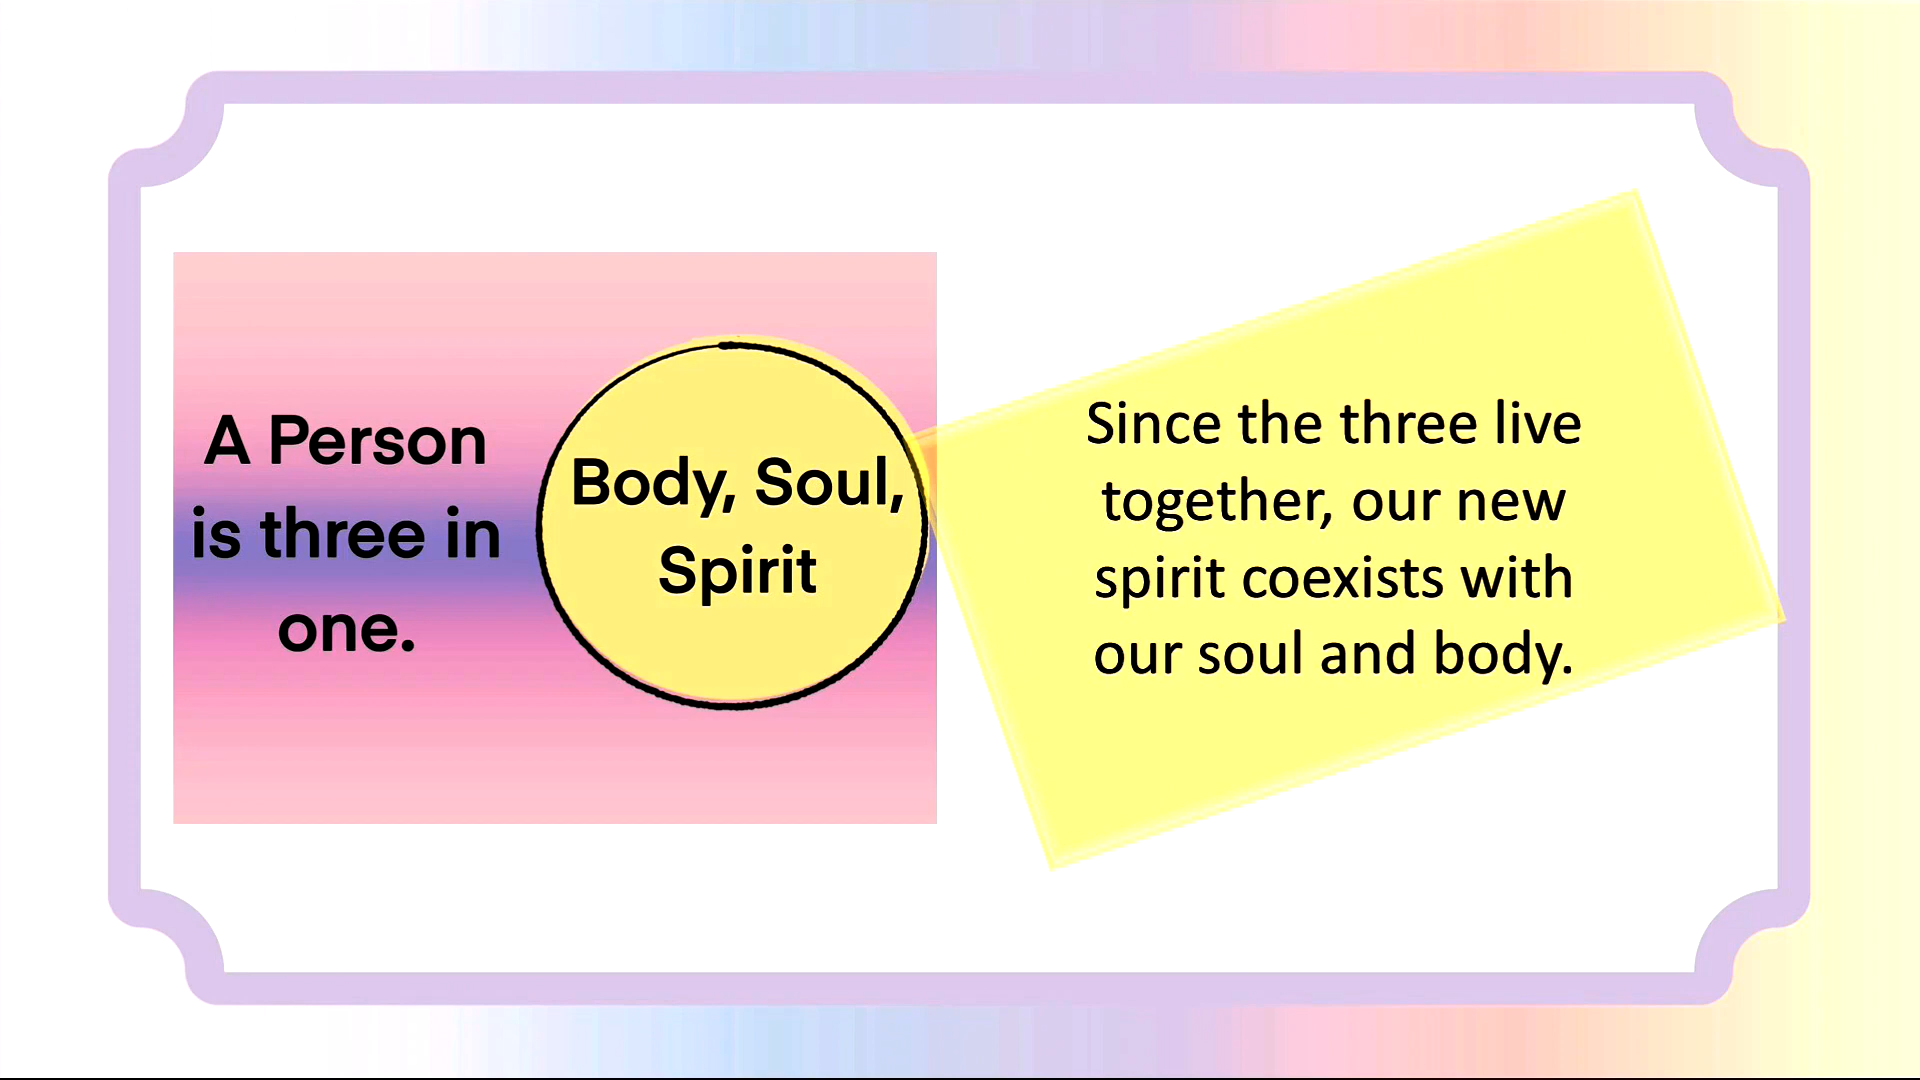 A Person
is three in
one.
Body, Soul,
Spirit
Since the three live
together, our new
spirit coexists with
our soul and body.